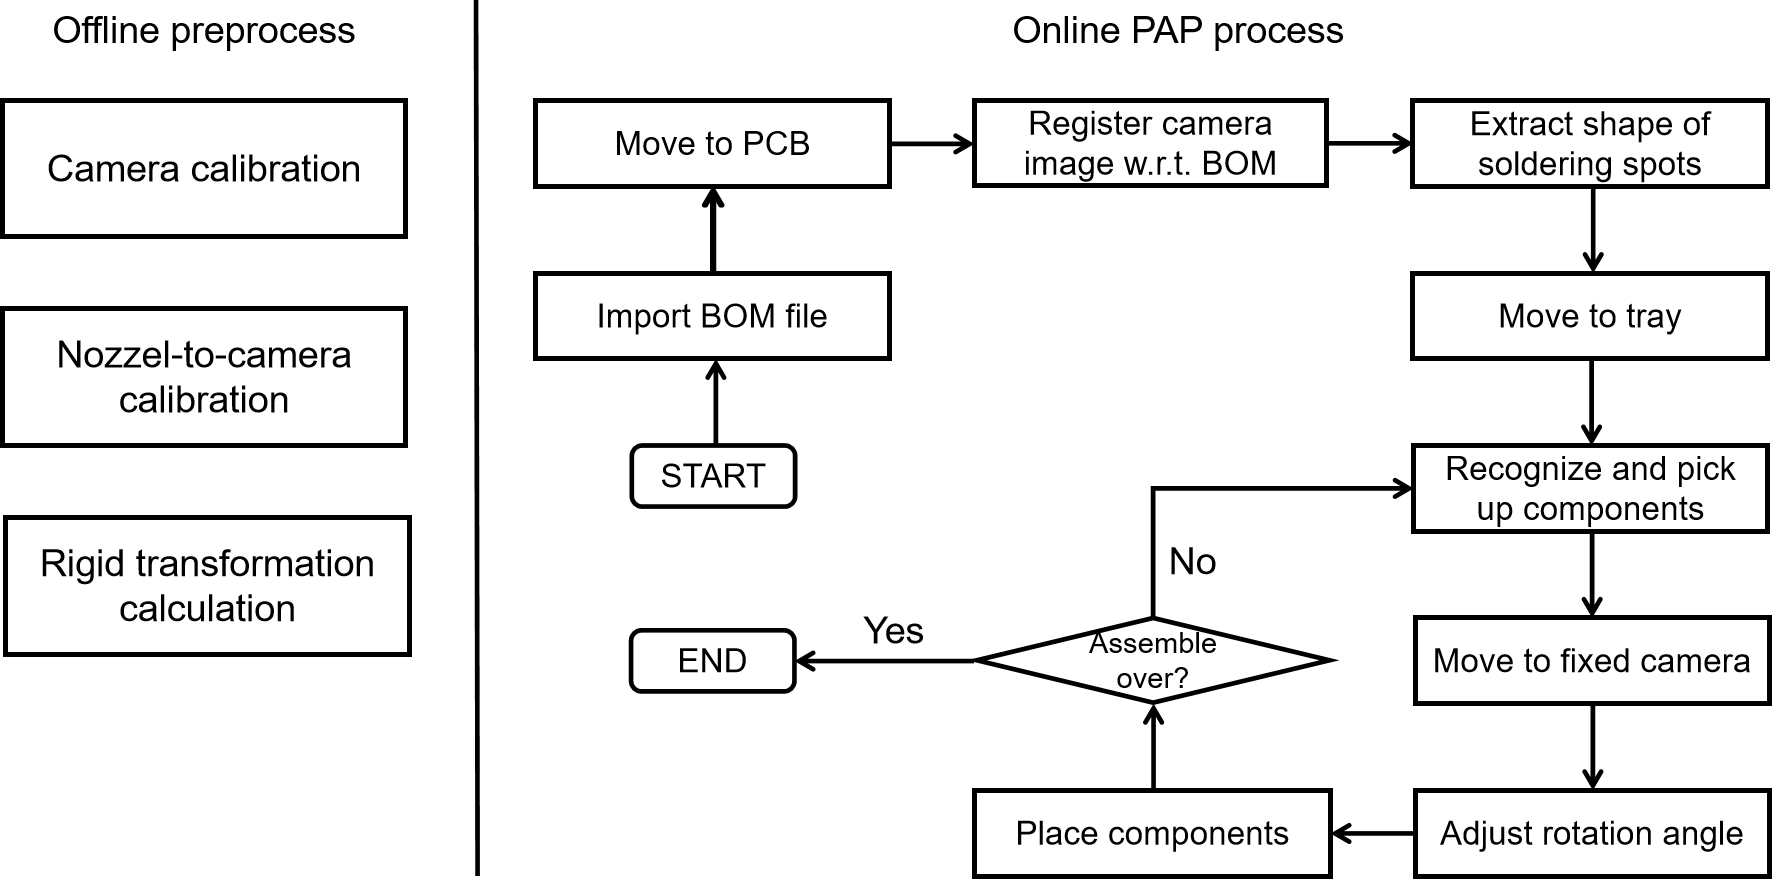 Offline preprocess
Camera calibration
Nozzel-to-camera
calibration
Rigid transformation
calculation
Online PAP process
Move to PCB
Register camera
image w.r.t. BOM
Extract shape of
soldering spots
Import BOM file
Move to tray
START
Recognize and pick
up components
No
Yes
END
Assemble
over?
Move to fixed camera
Place components
Adjust rotation angle